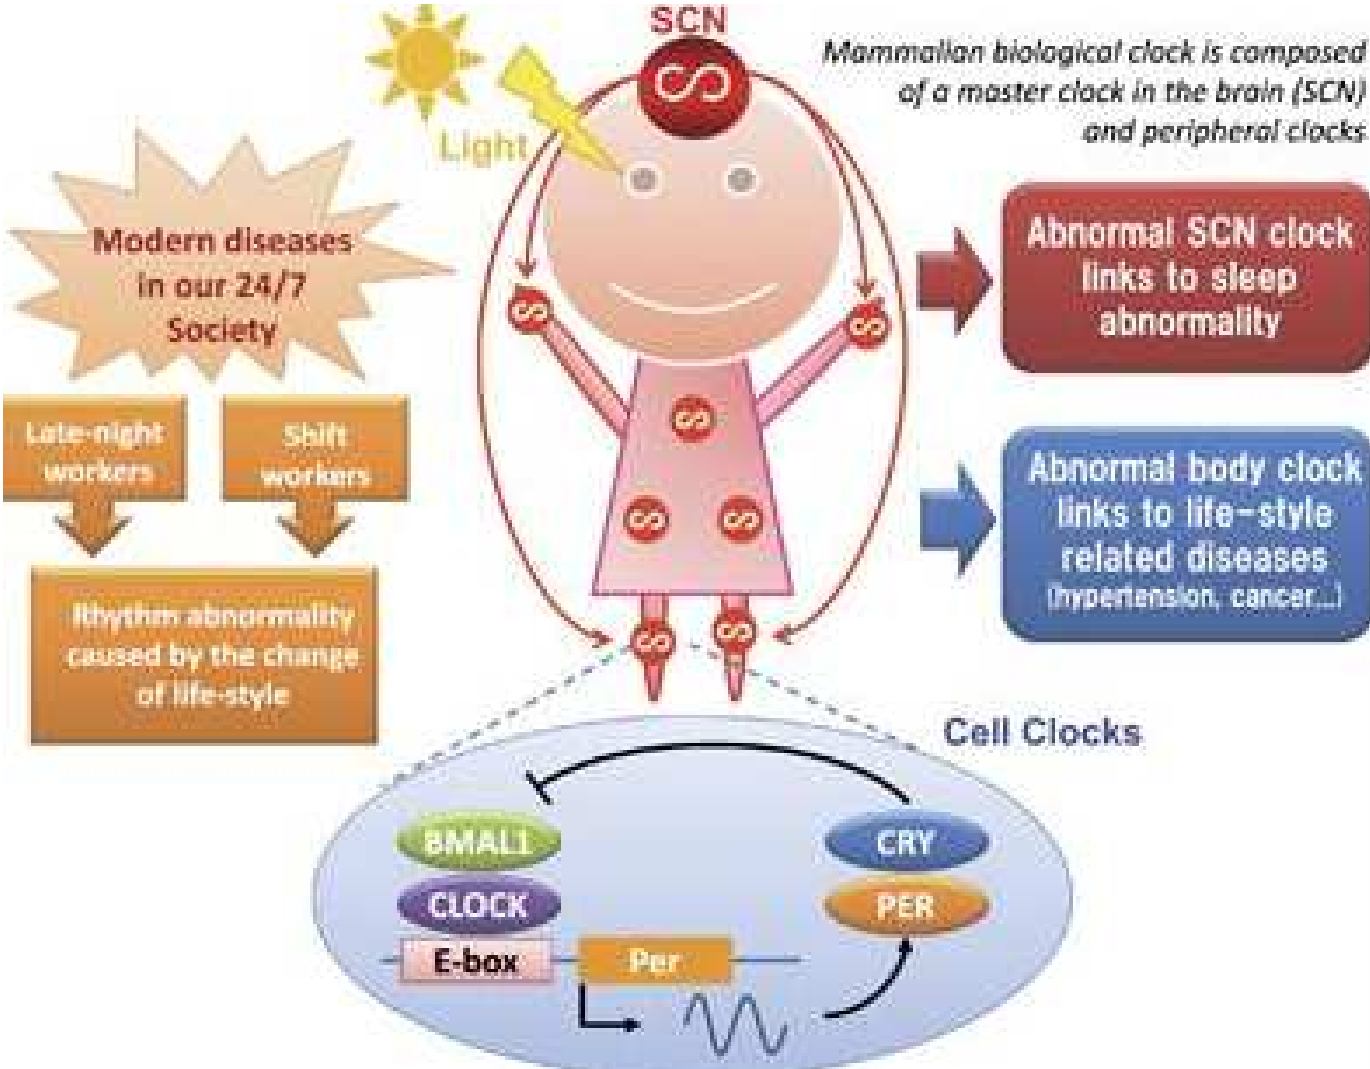 SCN
Mammalian biological clock is composed
of a master clock in the brain (SCN)
and peripheral clocks
Light
Modern diseases
in our 24/7
Society
Late-night
workers
Shift
workers
Rhythm abnormality
caused by the change
of life-style
Abnormal SCN clock
links to sleep
abnormality
Abnormal body clock
links to life-style
related diseases
(hypertension, cancer...)
Cell Clocks
BMAL1
CLOCK
E-box
Per
CRY
PER